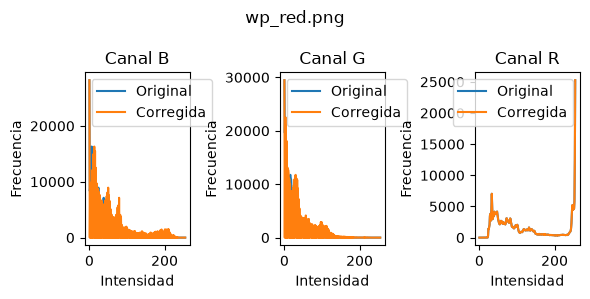 wp_red.png
Canal B
Original
Corregida
20000
10000
0
Frecuencia
0 200
Intensidad
Canal G
Original
Corregida
30000
20000
10000
0
Frecuencia
0 200
Intensidad
Canal R
Original
Corregida
25000
20000
15000
10000
5000
0
Frecuencia
0 200
Intensidad